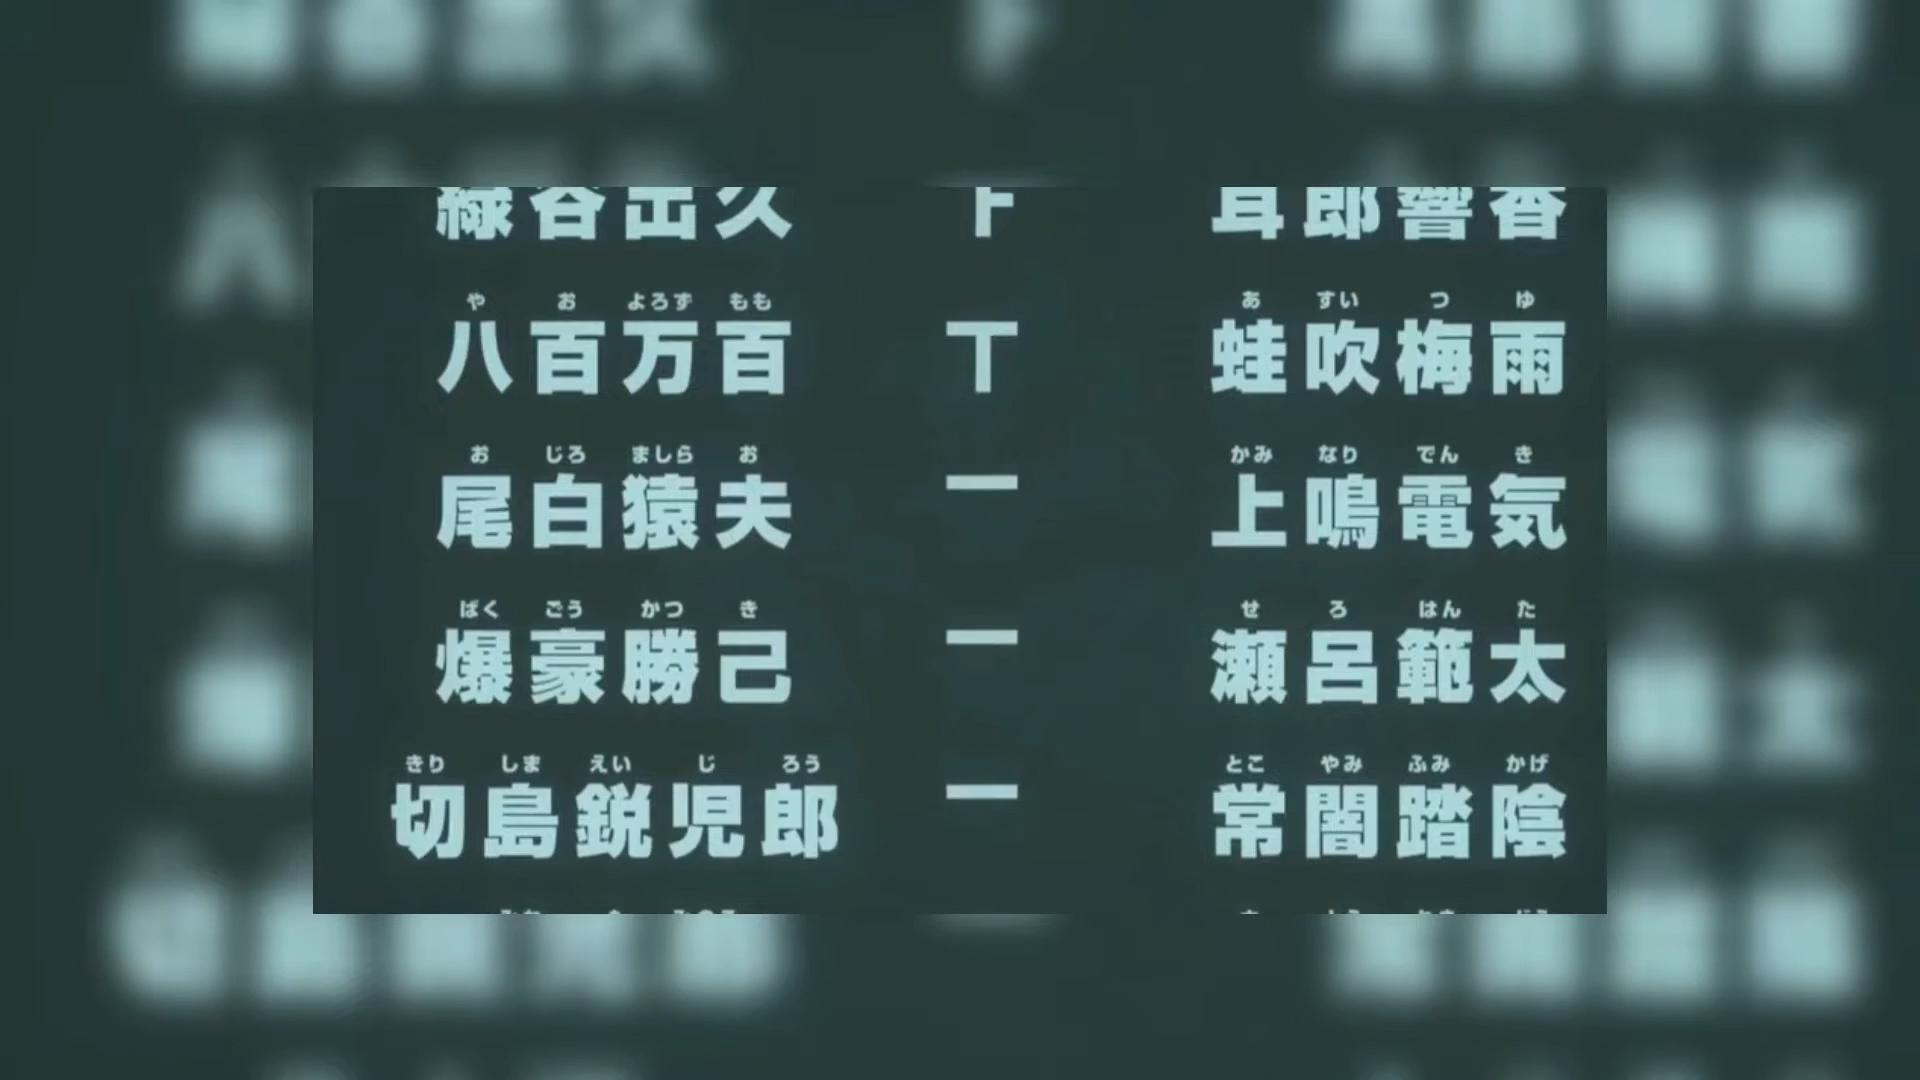 緑谷出久 耳郎響香
や お よろず もも あ すい つ ゆ
八百万百 丅 蛙吹梅雨
お じろ ましら お かみ なり でん き
尾白猿夫 一 上鳴電気
ばく ごう かつ き せ ろ はん た
爆豪勝己 一 瀬呂範太
きり しま えい じ ろう とこ やみ ふみ かげ
切島鋭児郎 一 常闇踏陰